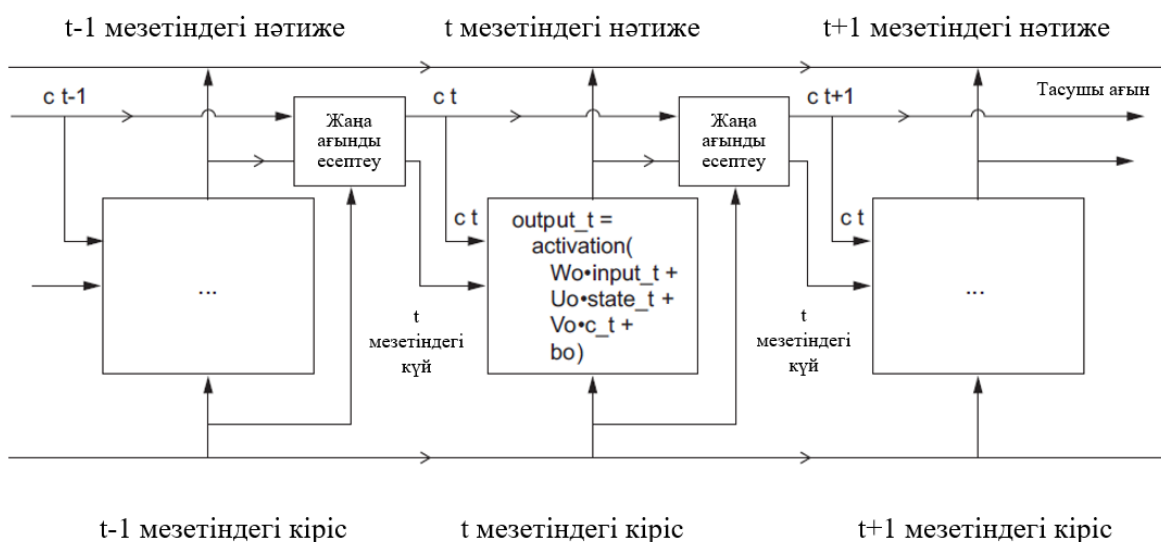 t-1 мезетіндегі нәтиже
t мезетіндегі нәтиже
t+1 мезетіндегі нәтиже
c t-1
Жаңа
ағынды
есептеу
c t
Жаңа
ағынды
есептеу
c t+1
Тасушы ағын
...
c t
output_t =
activation(
Wo•input_t +
Uo•state_t +
Vo•c_t +
bo)
c t
...
t
мезетіндегі
күй
t
мезетіндегі
күй
t-1 мезетіндегі кіріс
t мезетіндегі кіріс
t+1 мезетіндегі кіріс